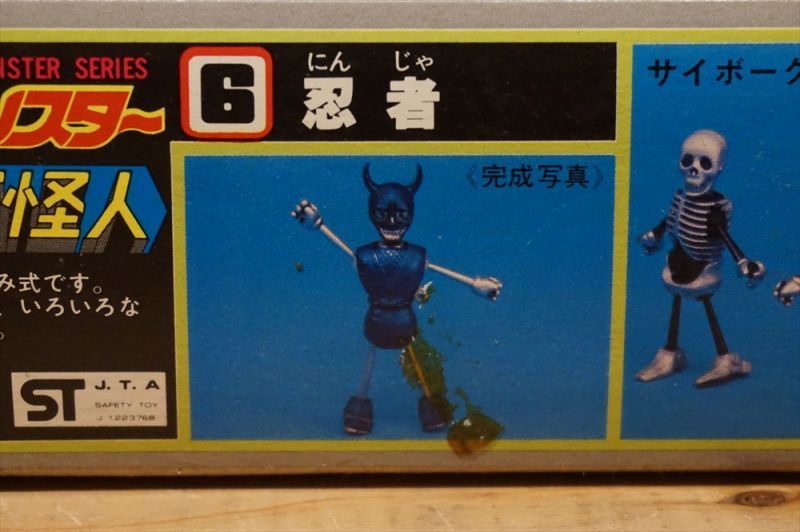 NSTER SERIES
スター
怪人
み式です。
、いろいろな
。
ST
J. T. A
SAFETY TOY
J 1223768
6
にん じゃ
忍者
《完成写真》
サイボーグ